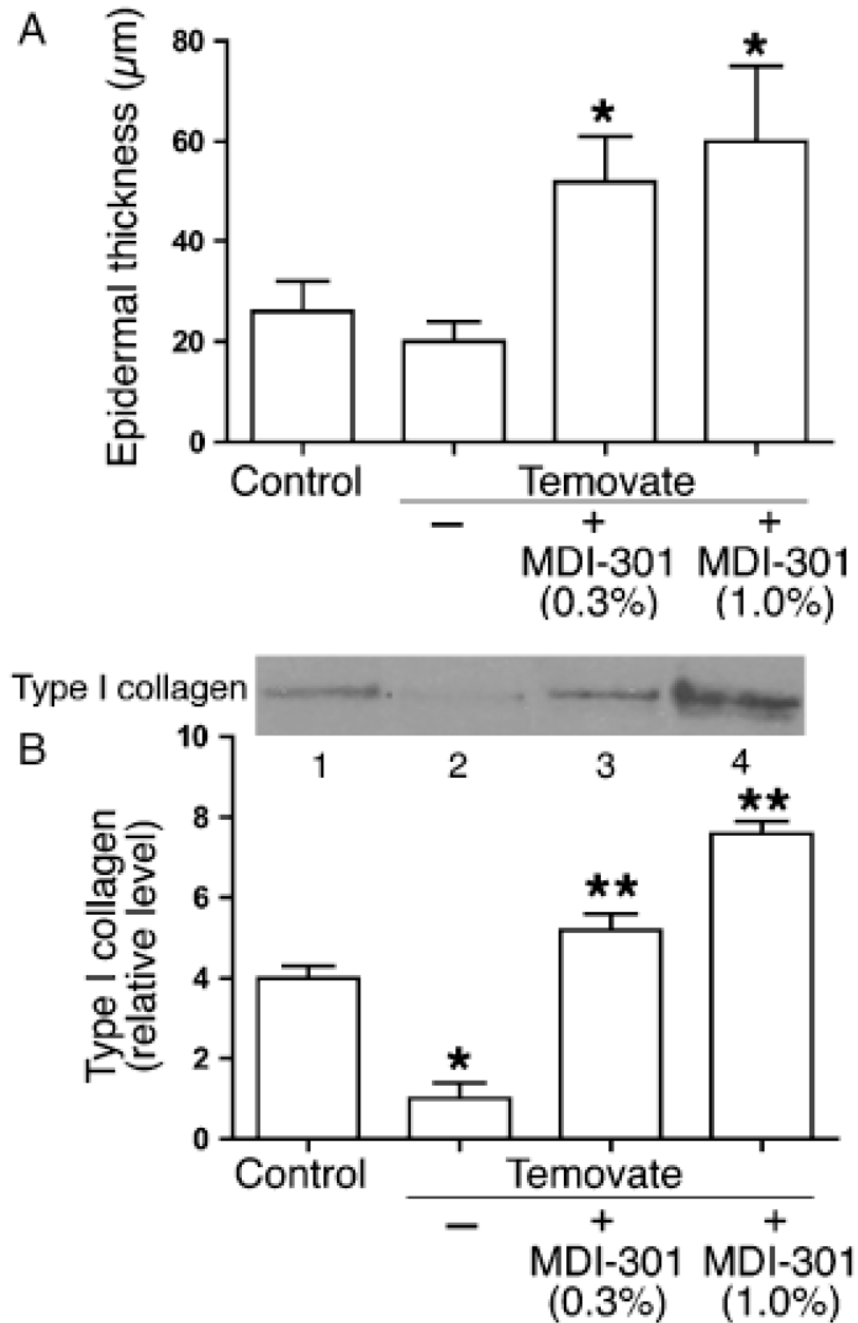 A
Epidermal thickness (µm)
80
60
40
20
0
*
*
Control
Temovate
–
+
+
MDI-301
MDI-301
(0.3%)
(1.0%)
Type I collagen
B
1
2
3
4
Type I collagen
(relative level)
10
8
6
4
2
0
*
**
**
Control
Temovate
–
+
+
MDI-301
MDI-301
(0.3%)
(1.0%)